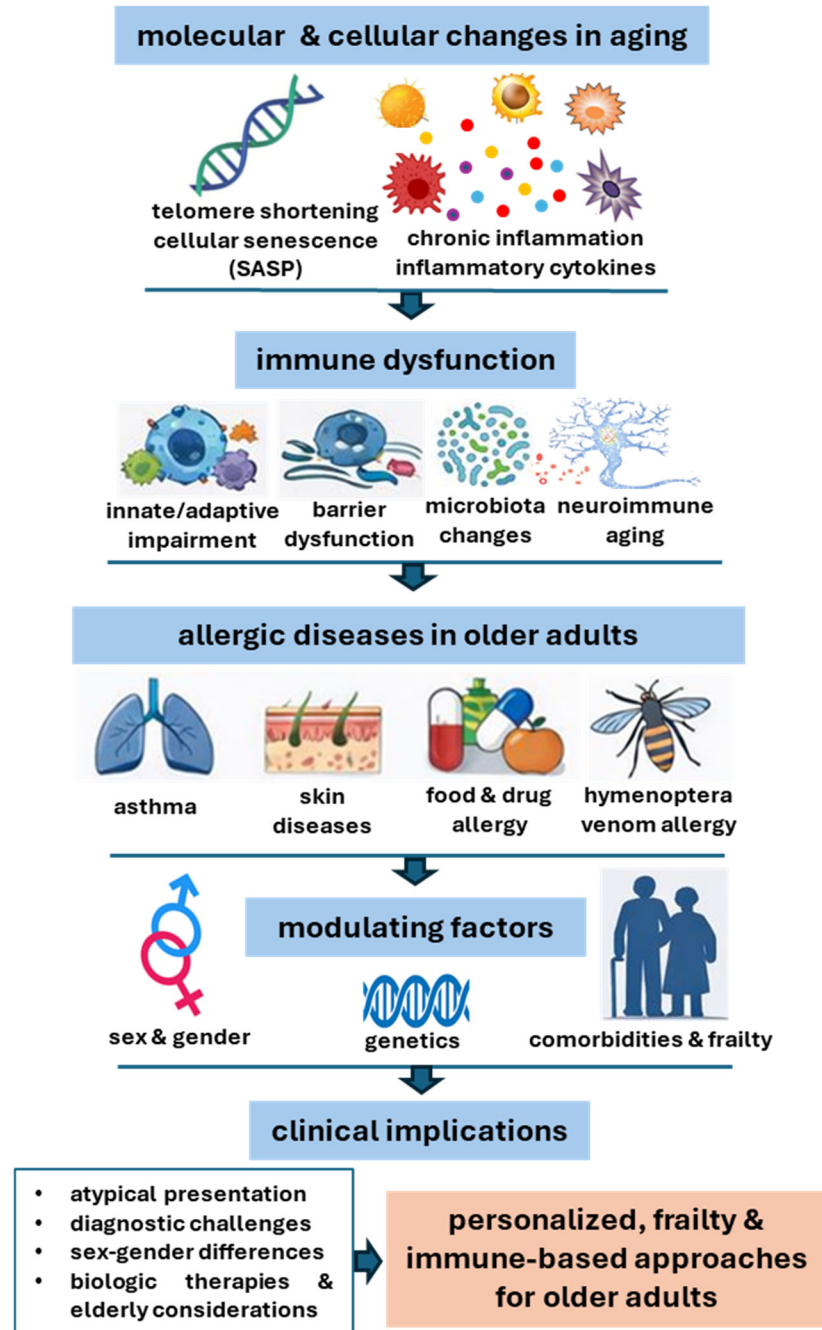 molecular & cellular changes in aging
telomere shortening
cellular senescence
(SASP)
chronic inflammation
inflammatory cytokines
immune dysfunction
innate/adaptive
impairment
barrier
dysfunction
microbiota
changes
neuroimmune
aging
allergic diseases in older adults
asthma
skin
diseases
food & drug
allergy
hymenoptera
venom allergy
modulating factors
sex & gender
genetics
comorbidities & frailty
clinical implications
• atypical presentation
• diagnostic challenges
• sex-gender differences
• biologic therapies &
elderly considerations
personalized, frailty &
immune-based approaches
for older adults